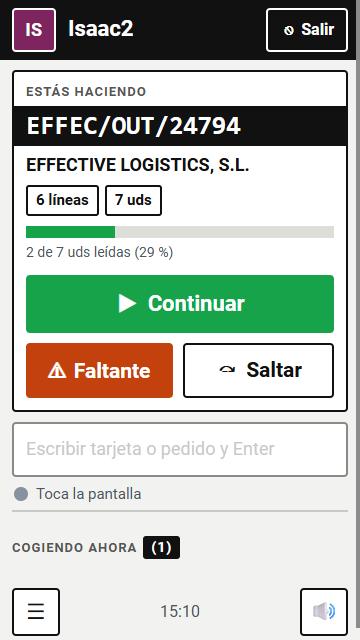 IS
Isaac2
Salir
ESTÁS HACIENDO
EFFEC/OUT/24794
EFFECTIVE LOGISTICS, S.L.
6 líneas
7 uds
2 de 7 uds leídas (29 %)
Continuar
Faltante
Saltar
Escribir tarjeta o pedido y Enter
Toca la pantalla
COGIENDO AHORA (1)
15:10